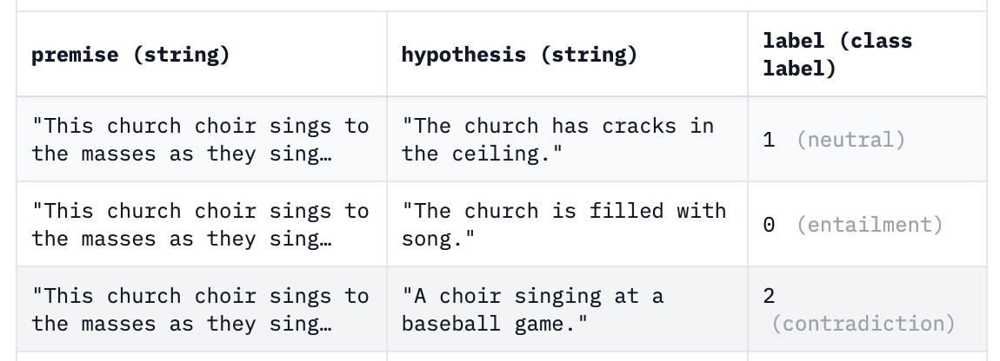 premise (string)
hypothesis (string)
label (class
label)
"This church choir sings to
the masses as they sing…
"The church has cracks in
the ceiling."
1 (neutral)
"This church choir sings to
the masses as they sing…
"The church is filled with
song."
0 (entailment)
"This church choir sings to
the masses as they sing…
"A choir singing at a
baseball game."
2
(contradiction)